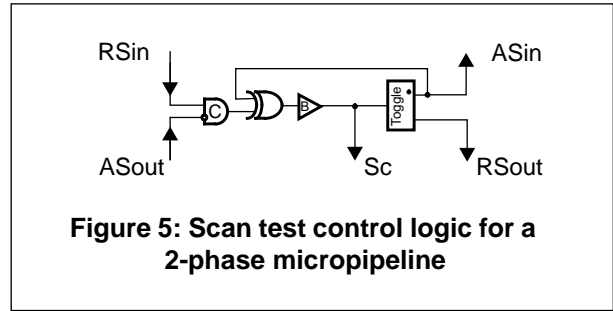 RSin
ASin
C
B
Toggle
ASout
Sc
RSout
Figure 5: Scan test control logic for a
2-phase micropipeline